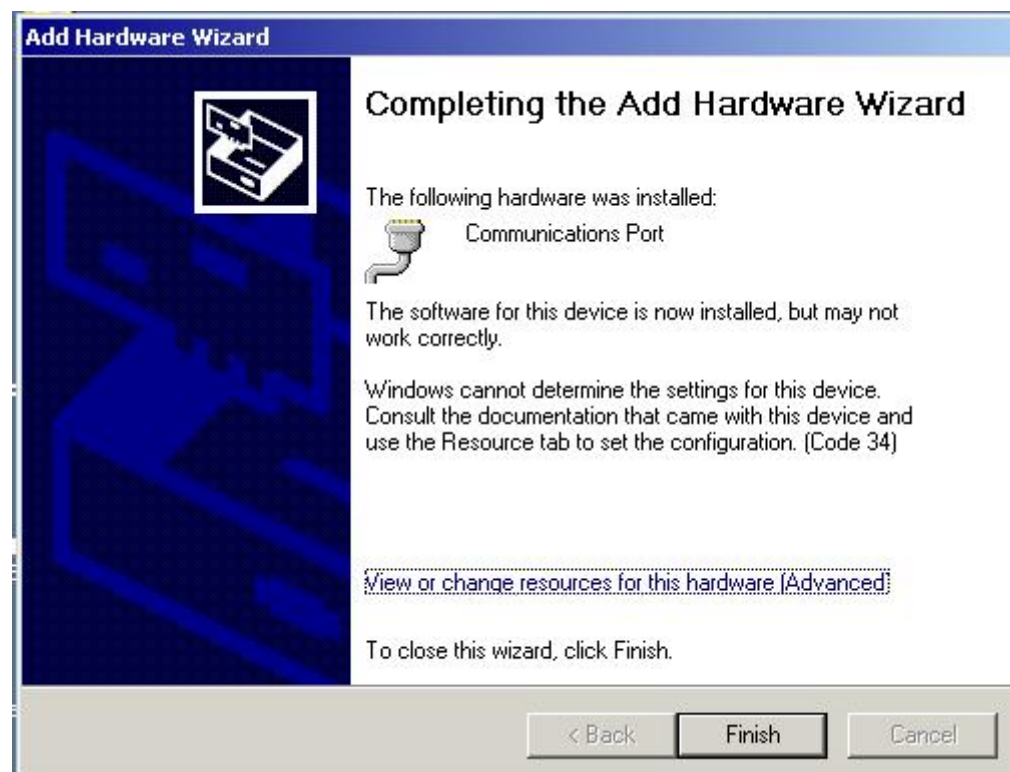 Add Hardware Wizard
Completing the Add Hardware Wizard
The following hardware was installed:
Communications Port
The software for this device is now installed, but may not
work correctly.
Windows cannot determine the settings for this device.
Consult the documentation that came with this device and
use the Resource tab to set the configuration. (Code 34)
View or change resources for this hardware (Advanced)
To close this wizard, click Finish.
< Back
Finish
Cancel